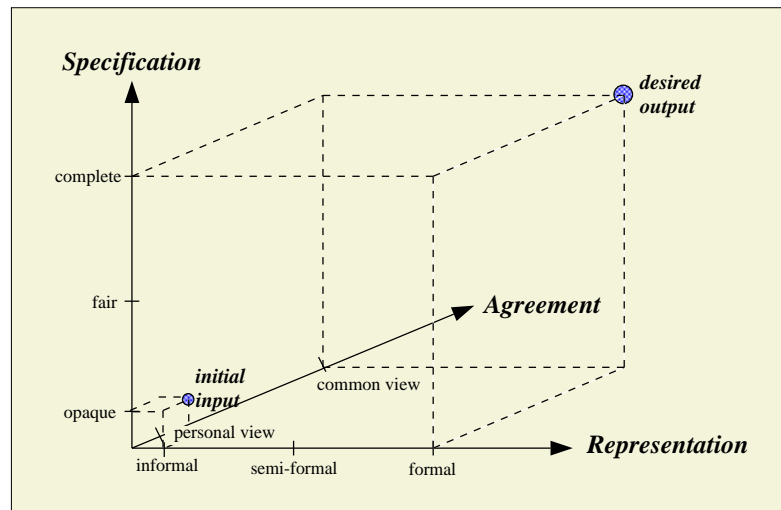 Specification
desired
output
complete
fair
Agreement
initial
input
common view
opaque
personal view
Representation
informal
semi-formal
formal